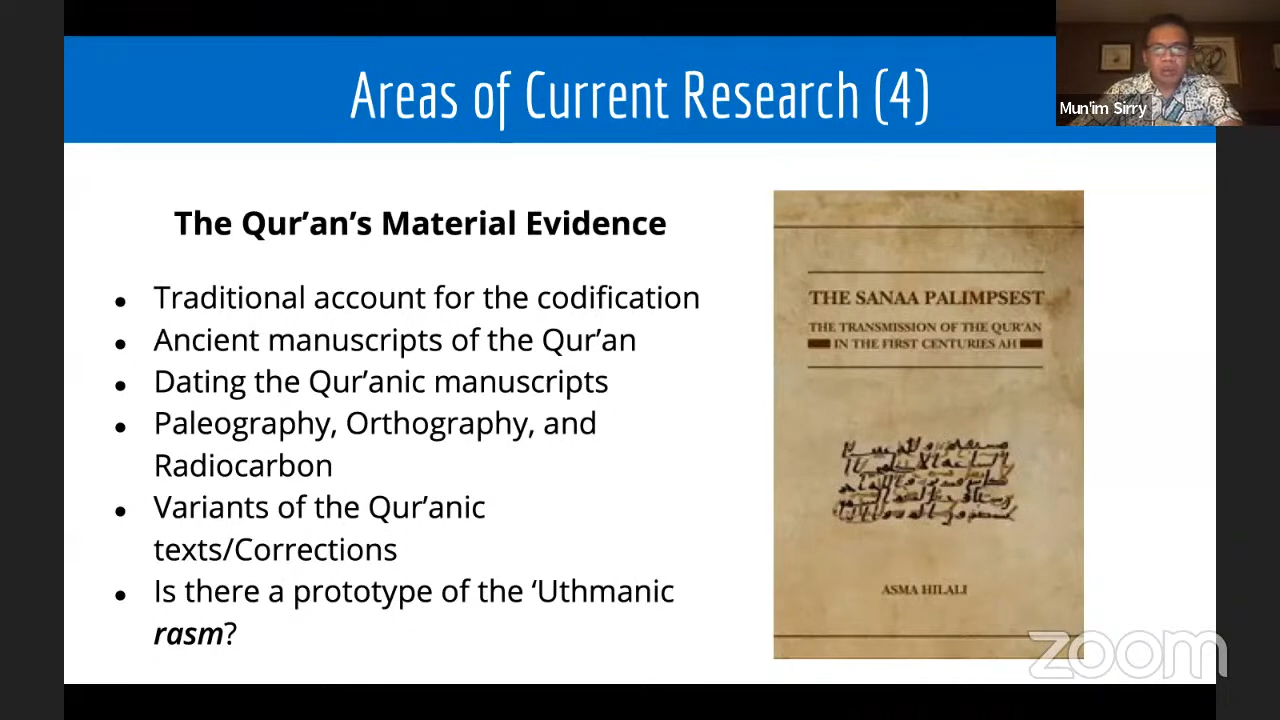 Areas of Current Research (4)
Mun'im Sirry
The Qur’an’s Material Evidence
● Traditional account for the codification
● Ancient manuscripts of the Qur’an
● Dating the Qur’anic manuscripts
● Paleography, Orthography, and
Radiocarbon
● Variants of the Qur’anic
texts/Corrections
● Is there a prototype of the ‘Uthmanic
rasm?
THE SANAA PALIMPSEST
THE TRANSMISSION OF THE QUR'AN
IN THE FIRST CENTURIES AH
ASMA HILALI
zoom